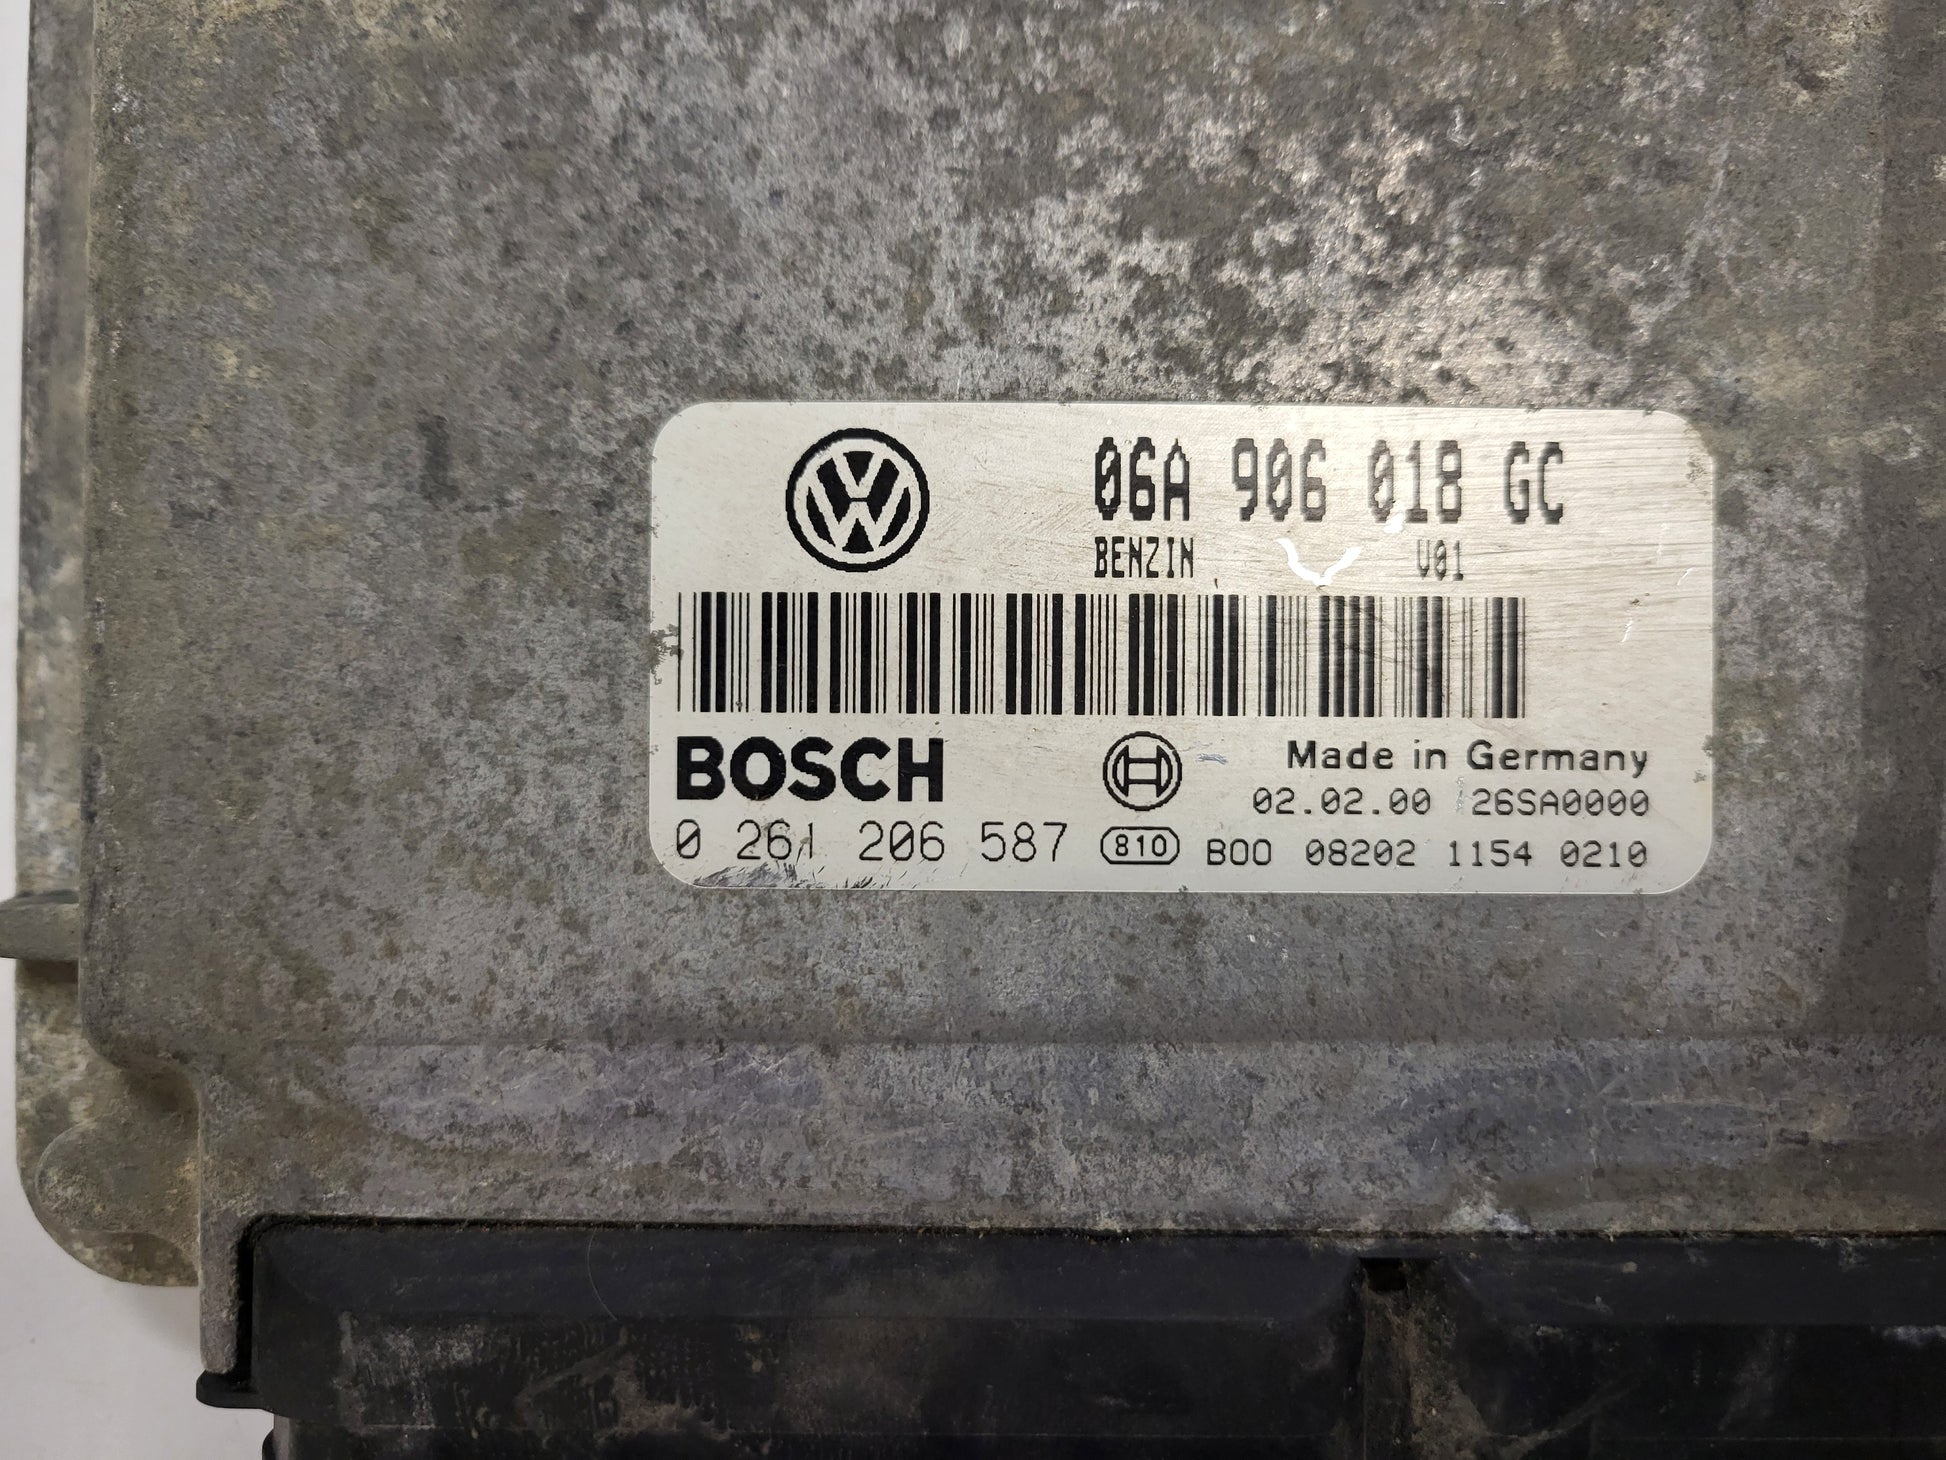 06A 906 018 GC
BENZIN V01
BOSCH
Made in Germany
02.02.00 26SA0000
0 261 206 587 810 B00 08202 1154 0210